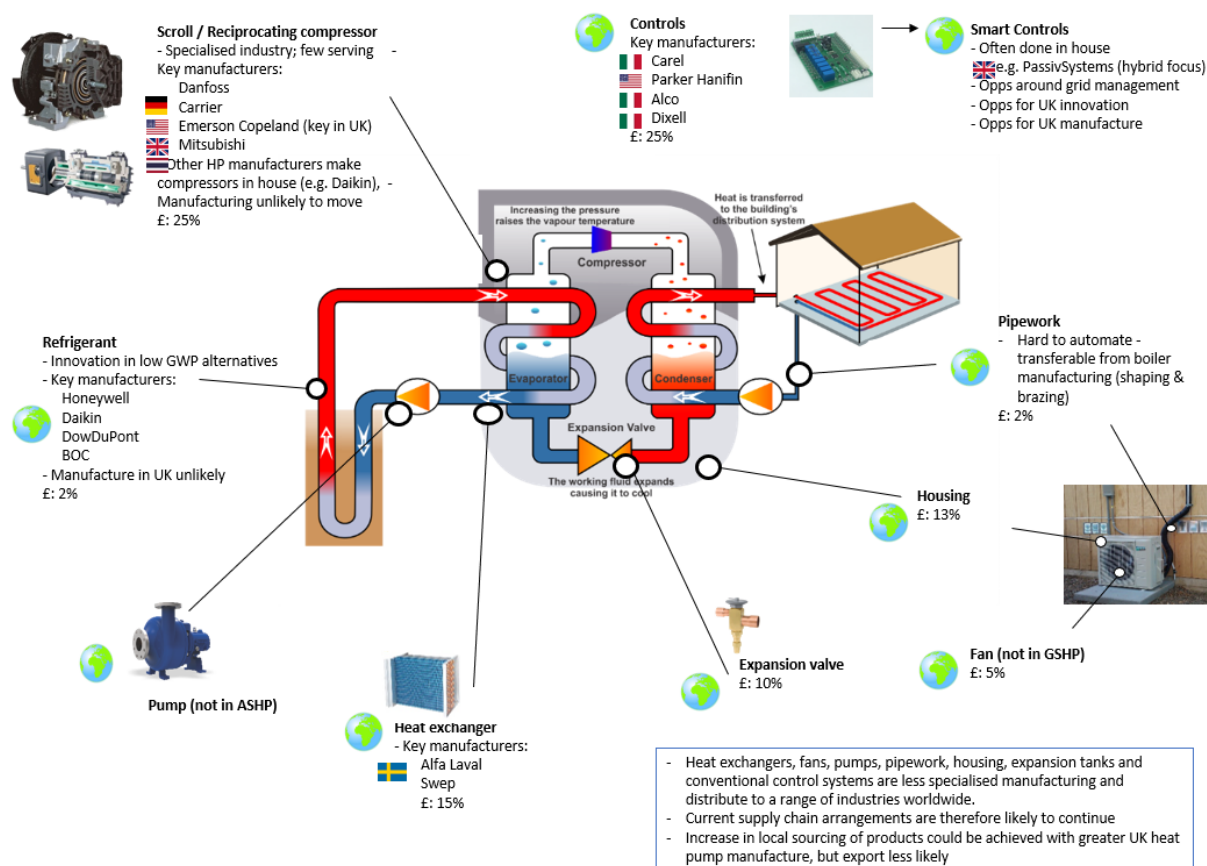 Scroll / Reciprocating compressor
- Specialised industry; few serving -
Key manufacturers:
Danfoss
Carrier
Emerson Copeland (key in UK)
Mitsubishi
Other HP manufacturers make
compressors in house (e.g. Daikin), -
Manufacturing unlikely to move
£: 25%
Controls
Key manufacturers:
Carel
Parker Hanifin
Alco
Dixell
£: 25%
Smart Controls
- Often done in house
e.g. PassivSystems (hybrid focus)
- Opps around grid management
- Opps for UK innovation
- Opps for UK manufacture
Increasing the pressure
raises the vapour temperature
Compressor
Heat is transferred
to the building's
distribution system
Evaporator
Condenser
Expansion Valve
The working fluid expands
causing it to cool
Refrigerant
- Innovation in low GWP alternatives
- Key manufacturers:
Honeywell
Daikin
DowDuPont
BOC
- Manufacture in UK unlikely
£: 2%
Pipework
- Hard to automate -
transferable from boiler
manufacturing (shaping &
brazing)
£: 2%
Housing
£: 13%
Fan (not in GSHP)
£: 5%
Expansion valve
£: 10%
Pump (not in ASHP)
Heat exchanger
- Key manufacturers:
Alfa Laval
Swep
£: 15%
- Heat exchangers, fans, pumps, pipework, housing, expansion tanks and
conventional control systems are less specialised manufacturing and
distribute to a range of industries worldwide.
- Current supply chain arrangements are therefore likely to continue
- Increase in local sourcing of products could be achieved with greater UK heat
pump manufacture, but export less likely